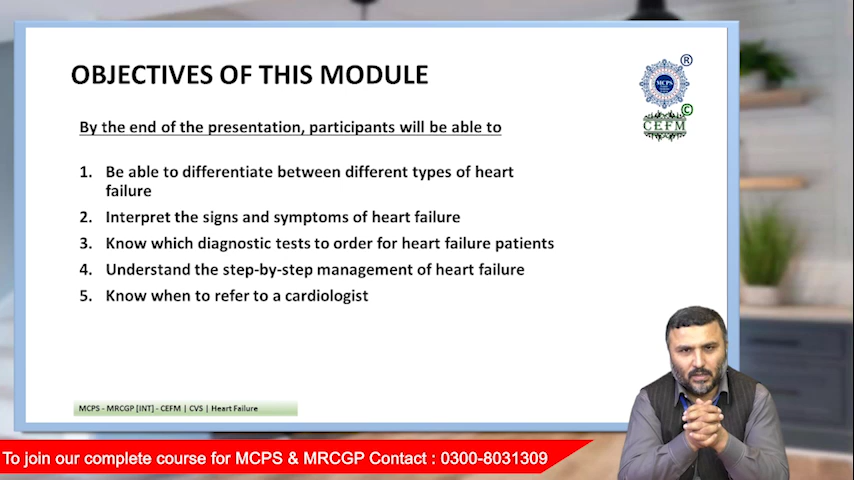 OBJECTIVES OF THIS MODULE
®
MCPS
©
CEFM
By the end of the presentation, participants will be able to
1. Be able to differentiate between different types of heart
failure
2. Interpret the signs and symptoms of heart failure
3. Know which diagnostic tests to order for heart failure patients
4. Understand the step-by-step management of heart failure
5. Know when to refer to a cardiologist
MCPS - MRCGP [INT] - CEFM | CVS | Heart Failure
To join our complete course for MCPS & MRCGP Contact : 0300-8031309